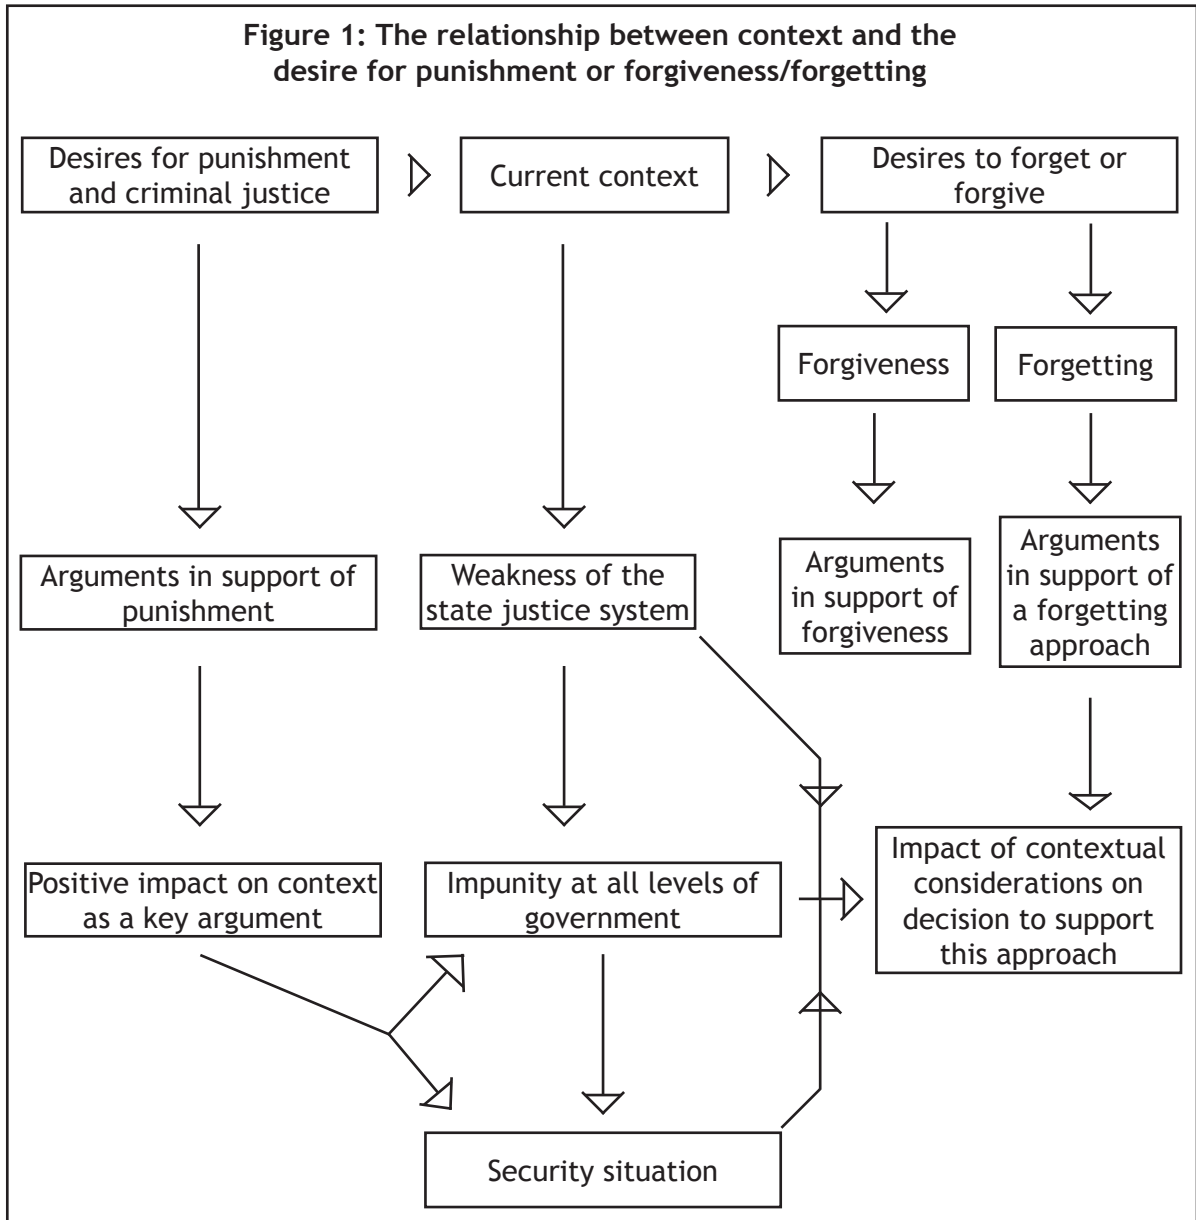 Figure 1: The relationship between context and the
desire for punishment or forgiveness/forgetting
Desires for punishment
and criminal justice
Current context
Desires to forget or
forgive
Forgiveness
Forgetting
Arguments in support of
punishment
Weakness of the
state justice system
Arguments
in support of
forgiveness
Arguments
in support of
a forgetting
approach
Positive impact on context
as a key argument
Impunity at all levels of
government
Impact of contextual
considerations on
decision to support
this approach
Security situation